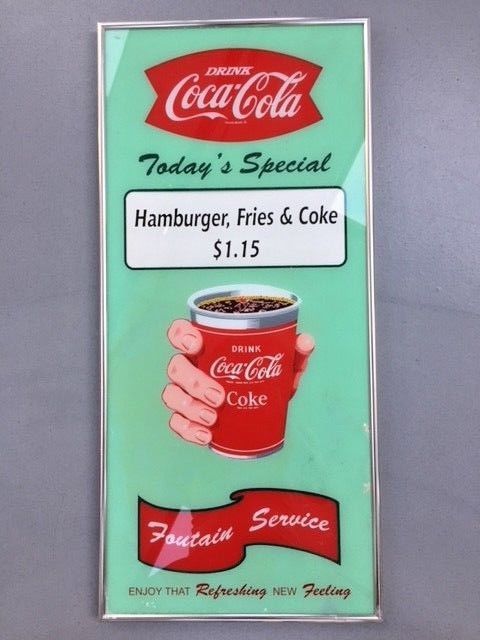 DRINK
Coca-Cola
Today's Special
Hamburger, Fries & Coke
$1.15
DRINK
Coca-Cola
Coke
Foutain Service
ENJOY THAT Refreshing NEW Feeling